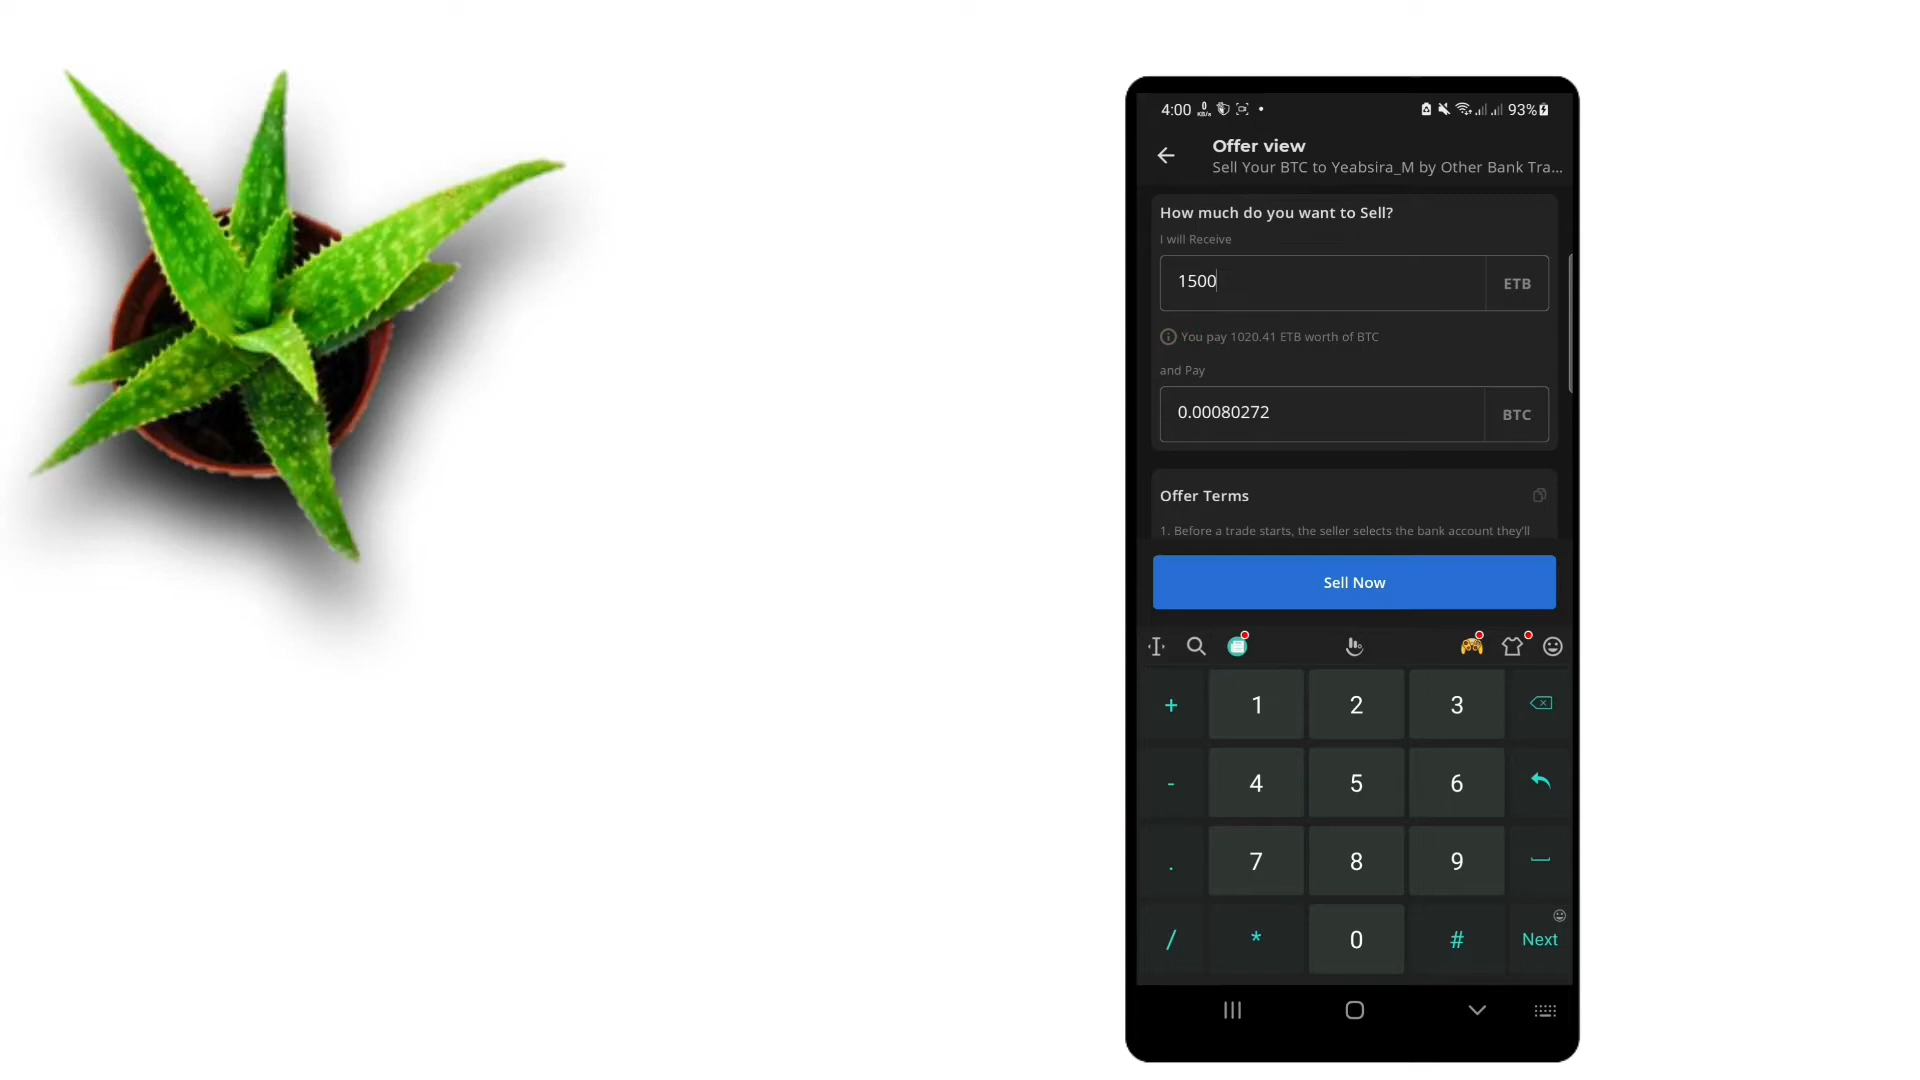 4:00
0
KB/s
93%
Offer view
Sell Your BTC to Yeabsira_M by Other Bank Tra...
How much do you want to Sell?
I will Receive
1500
ETB
You pay 1020.41 ETB worth of BTC
and Pay
0.00080272
BTC
Offer Terms
1. Before a trade starts, the seller selects the bank account they'll
Sell Now
+ 1 2 3
- 4 5 6
. 7 8 9
/ * 0 # Next